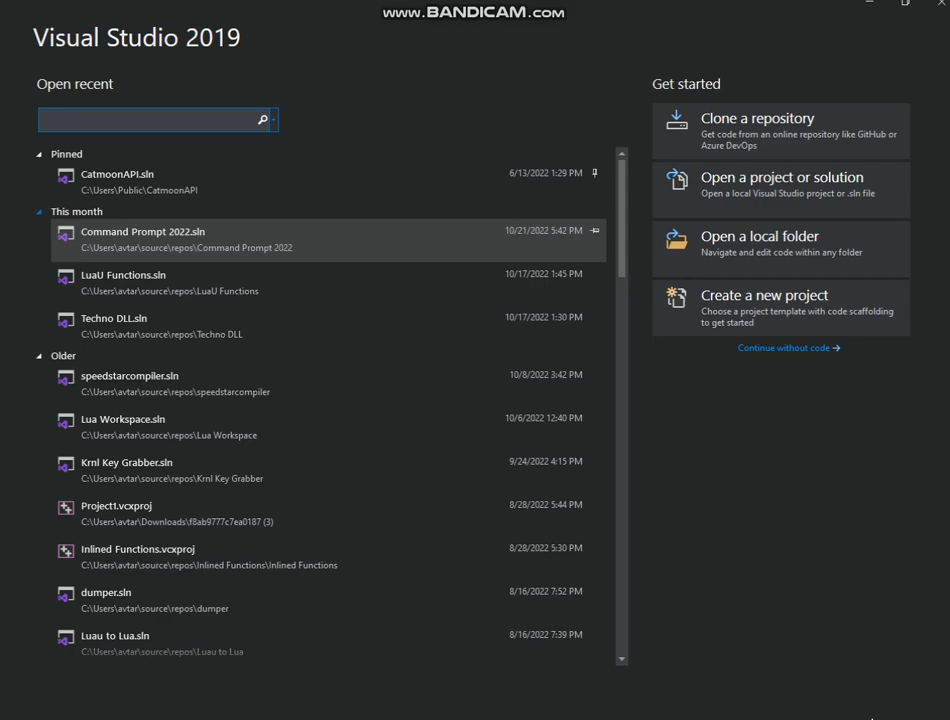 www.BANDICAM.com
Visual Studio 2019
Open recent
Get started
Pinned
CatmoonAPI.sln
6/13/2022 1:29 PM
C:\Users\Public\CatmoonAPI
This month
Command Prompt 2022.sln
10/21/2022 5:42 PM
C:\Users\avtar\source\repos\Command Prompt 2022
LuaU Functions.sln
10/17/2022 1:45 PM
C:\Users\avtar\source\repos\LuaU Functions
Techno DLL.sln
10/17/2022 1:30 PM
C:\Users\avtar\source\repos\Techno DLL
Older
speedstarcompiler.sln
10/8/2022 3:42 PM
C:\Users\avtar\source\repos\speedstarcompiler
Lua Workspace.sln
10/6/2022 12:40 PM
C:\Users\avtar\source\repos\Lua Workspace
Krnl Key Grabber.sln
9/24/2022 4:15 PM
C:\Users\avtar\source\repos\Krnl Key Grabber
Project1.vcxproj
8/28/2022 5:44 PM
C:\Users\avtar\Downloads\f8ab9777c7ea0187 (3)
Inlined Functions.vcxproj
8/28/2022 5:30 PM
C:\Users\avtar\source\repos\Inlined Functions\Inlined Functions
dumper.sln
8/16/2022 7:52 PM
C:\Users\avtar\source\repos\dumper
Luau to Lua.sln
8/16/2022 7:39 PM
C:\Users\avtar\source\repos\Luau to Lua
Clone a repository
Get code from an online repository like GitHub or
Azure DevOps
Open a project or solution
Open a local Visual Studio project or .sln file
Open a local folder
Navigate and edit code within any folder
Create a new project
Choose a project template with code scaffolding
to get started
Continue without code →